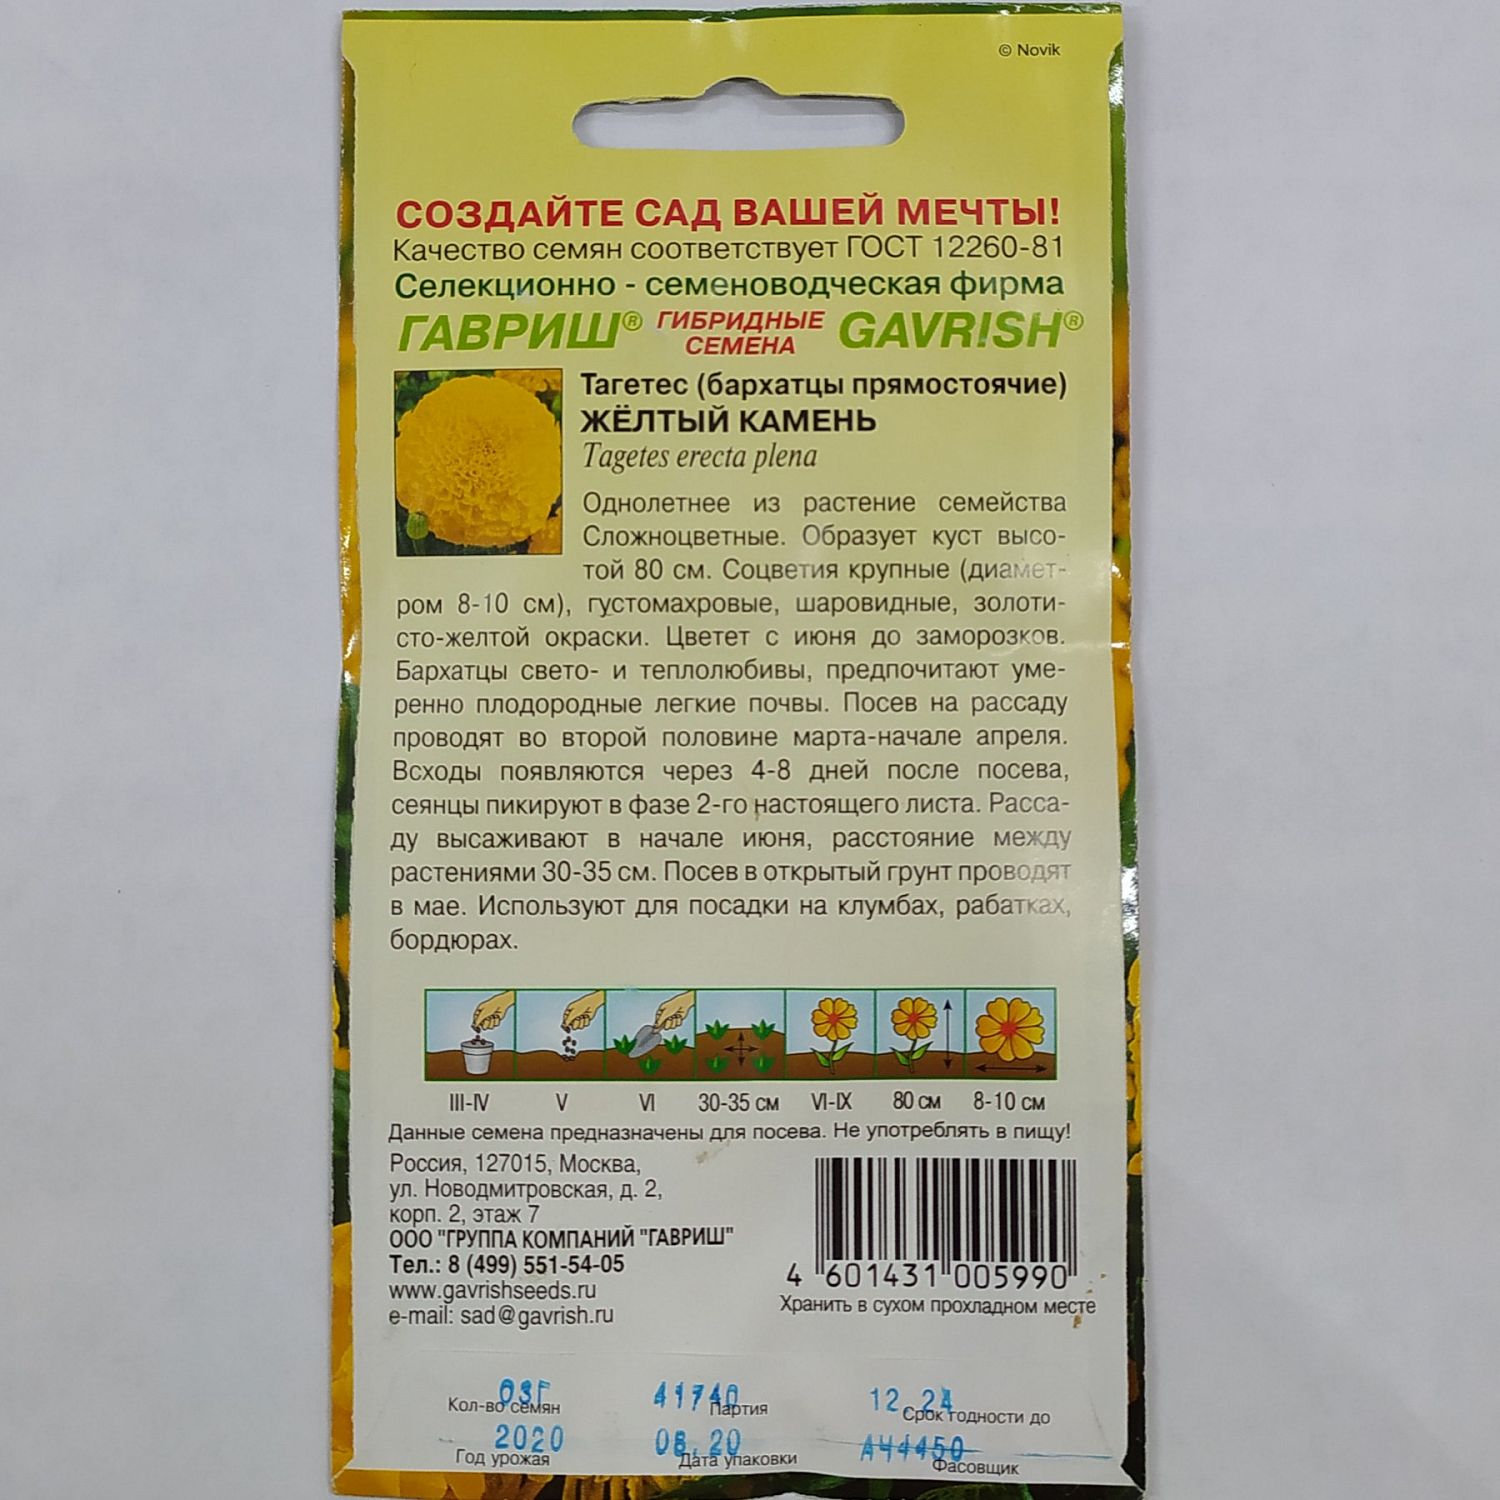 © Novik
СОЗДАЙТЕ САД ВАШЕЙ МЕЧТЫ!
Качество семян соответствует ГОСТ 12260-81
Селекционно - семеноводческая фирма
ГАВРИШ® ГИБРИДНЫЕ СЕМЕНА GAVRISH®
Тагетес (бархатцы прямостоячие)
ЖЁЛТЫЙ КАМЕНЬ
Tagetes erecta plena
Однолетнее из растение семейства
Сложноцветные. Образует куст высо-
той 80 см. Соцветия крупные (диамет-
ром 8-10 см), густомахровые, шаровидные, золоти-
сто-желтой окраски. Цветет с июня до заморозков.
Бархатцы свето- и теплолюбивы, предпочитают уме-
ренно плодородные легкие почвы. Посев на рассаду
проводят во второй половине марта-начале апреля.
Всходы появляются через 4-8 дней после посева,
сеянцы пикируют в фазе 2-го настоящего листа. Расса-
ду высаживают в начале июня, расстояние между
растениями 30-35 см. Посев в открытый грунт проводят
в мае. Используют для посадки на клумбах, рабатках,
бордюрах.
III-IV V VI 30-35 см VI-IX 80 см 8-10 см
Данные семена предназначены для посева. Не употреблять в пищу!
Россия, 127015, Москва,
ул. Новодмитровская, д. 2,
корп. 2, этаж 7
ООО "ГРУППА КОМПАНИЙ "ГАВРИШ"
Тел.: 8 (499) 551-54-05
www.gavrishseeds.ru
e-mail: sad@gavrish.ru
4 601431 005990
Хранить в сухом прохладном месте
03Г 41740 12.24
Кол-во семян Партия Срок годности до
2020 08.20 АЧ4450
Год урожая Дата упаковки Фасовщик